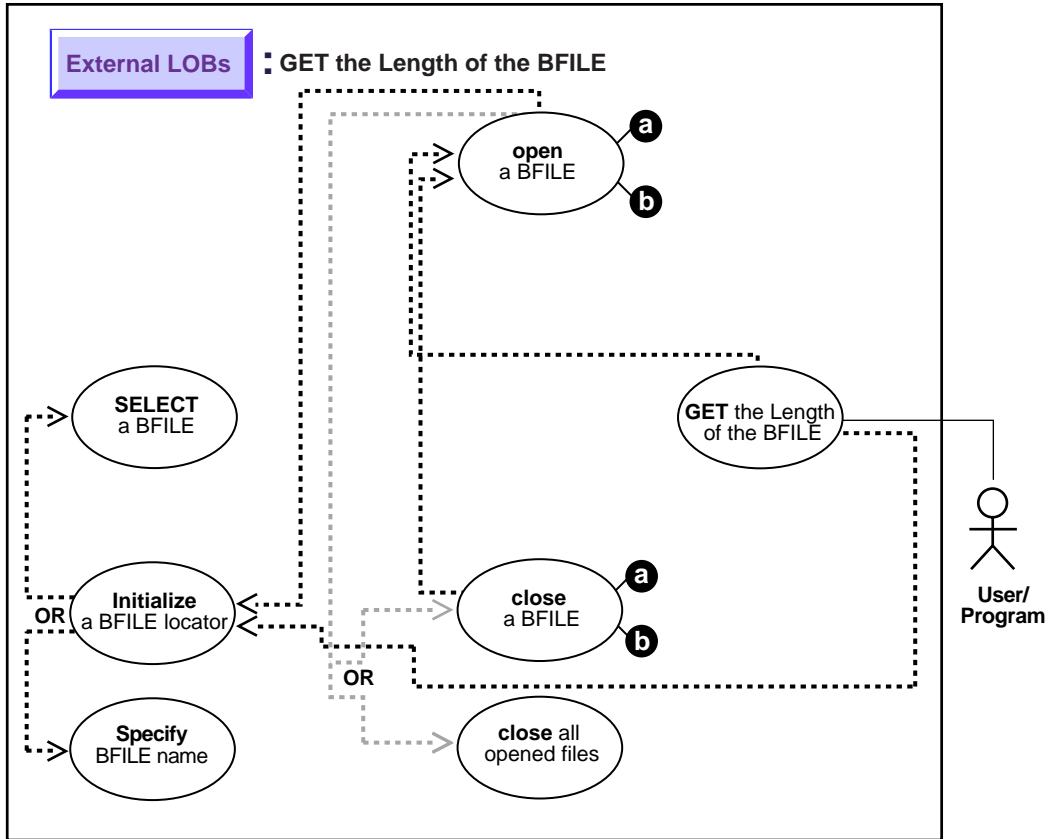 External LOBs : GET the Length of the BFILE
a
open
a BFILE
b
SELECT
a BFILE
GET the Length
of the BFILE
a
Initialize
a BFILE locator
OR
close
a BFILE
b
User/
Program
OR
Specify
BFILE name
close all
opened files